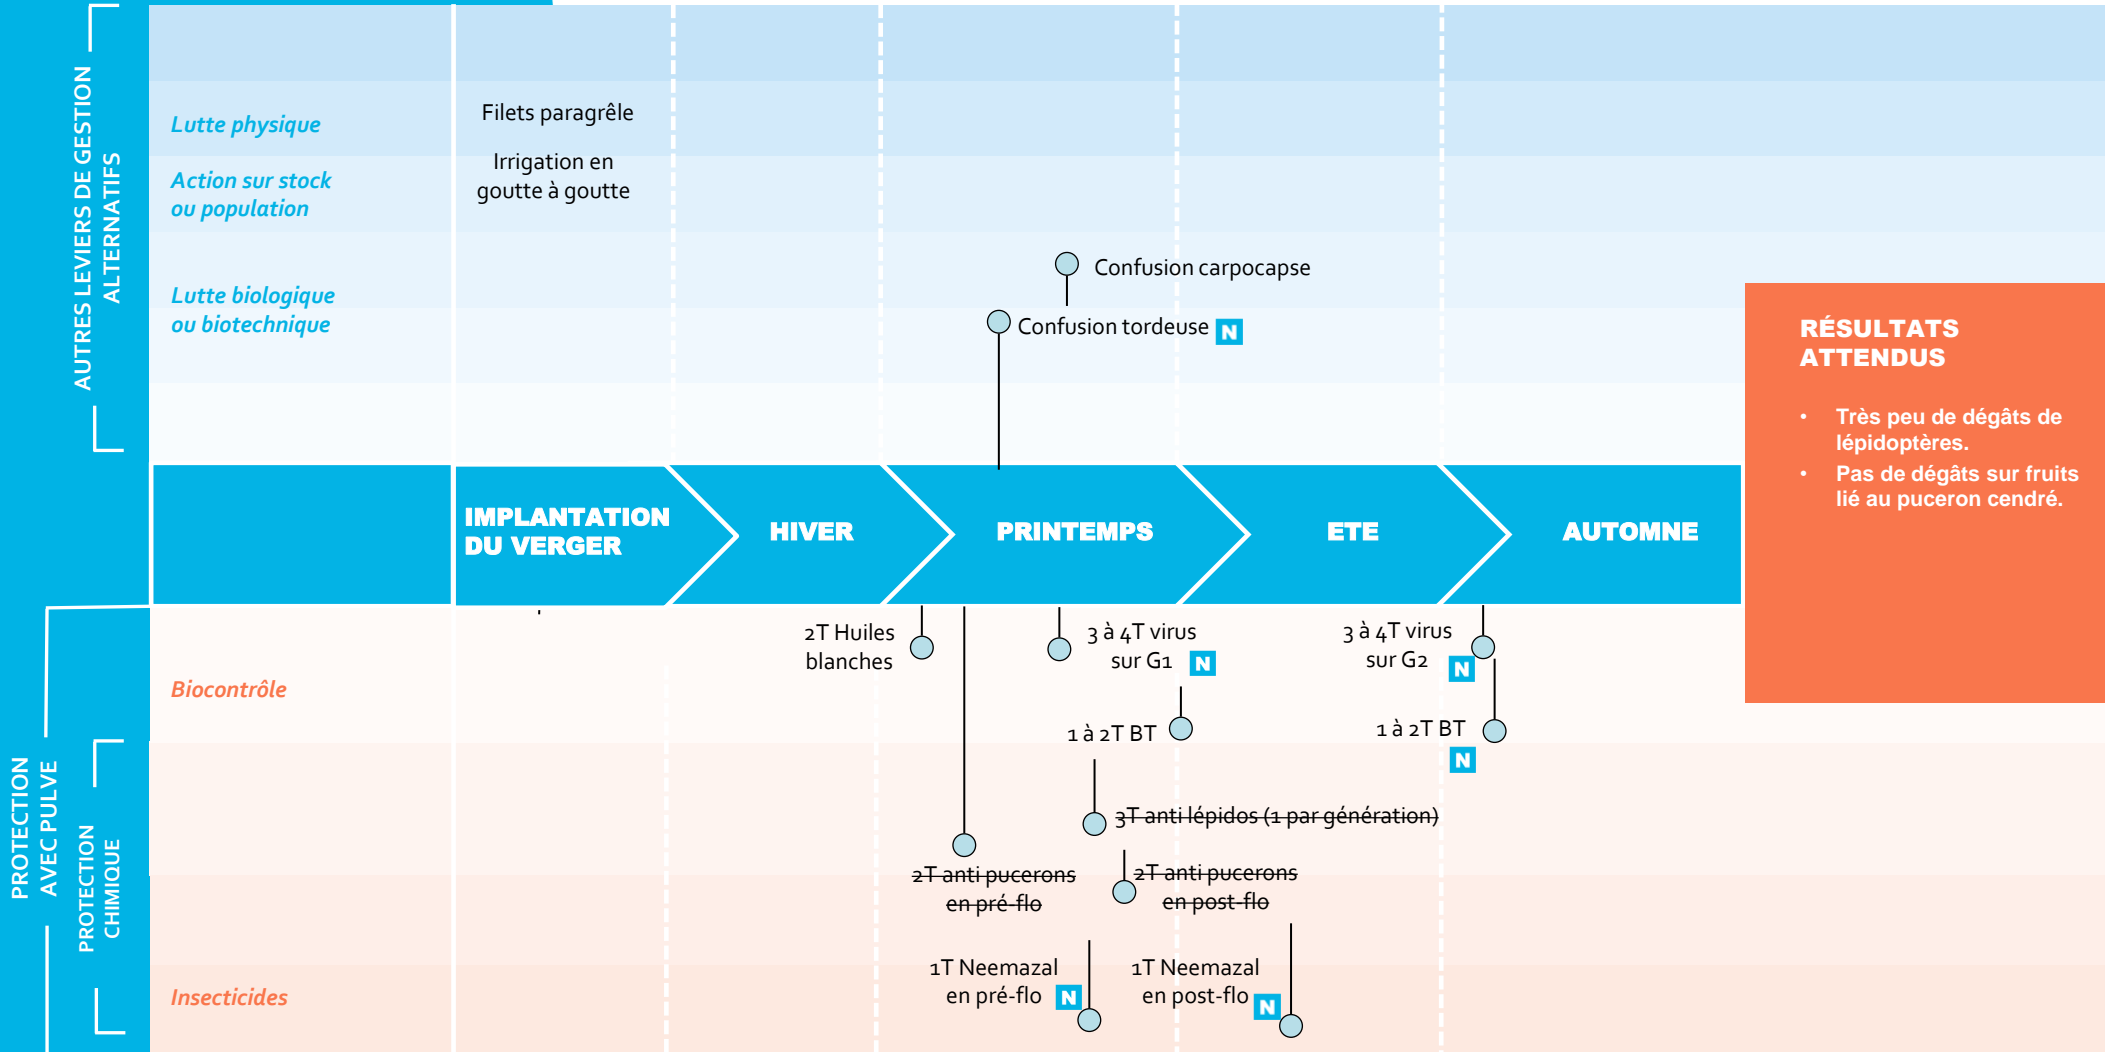 AUTRES LEVIERS DE GESTION
ALTERNATIFS
Lutte physique
Filets paragrêle
Action sur stock
ou population
Irrigation en
goutte à goutte
Lutte biologique
ou biotechnique
Confusion carpocapse
Confusion tordeuse N
RÉSULTATS
ATTENDUS
• Très peu de dégâts de
lépidoptères.
• Pas de dégâts sur fruits
lié au puceron cendré.
IMPLANTATION
DU VERGER
HIVER
PRINTEMPS
ETE
AUTOMNE
PROTECTION
AVEC PULVE
PROTECTION
CHIMIQUE
Biocontrôle
2T Huiles
blanches
3 à 4T virus
sur G1 N
3 à 4T virus
sur G2 N
1 à 2T BT
1 à 2T BT
N
3T anti lépidos (1 par génération)
2T anti pucerons
en pré-flo
2T anti pucerons
en post-flo
Insecticides
1T Neemazal
en pré-flo N
1T Neemazal
en post-flo N